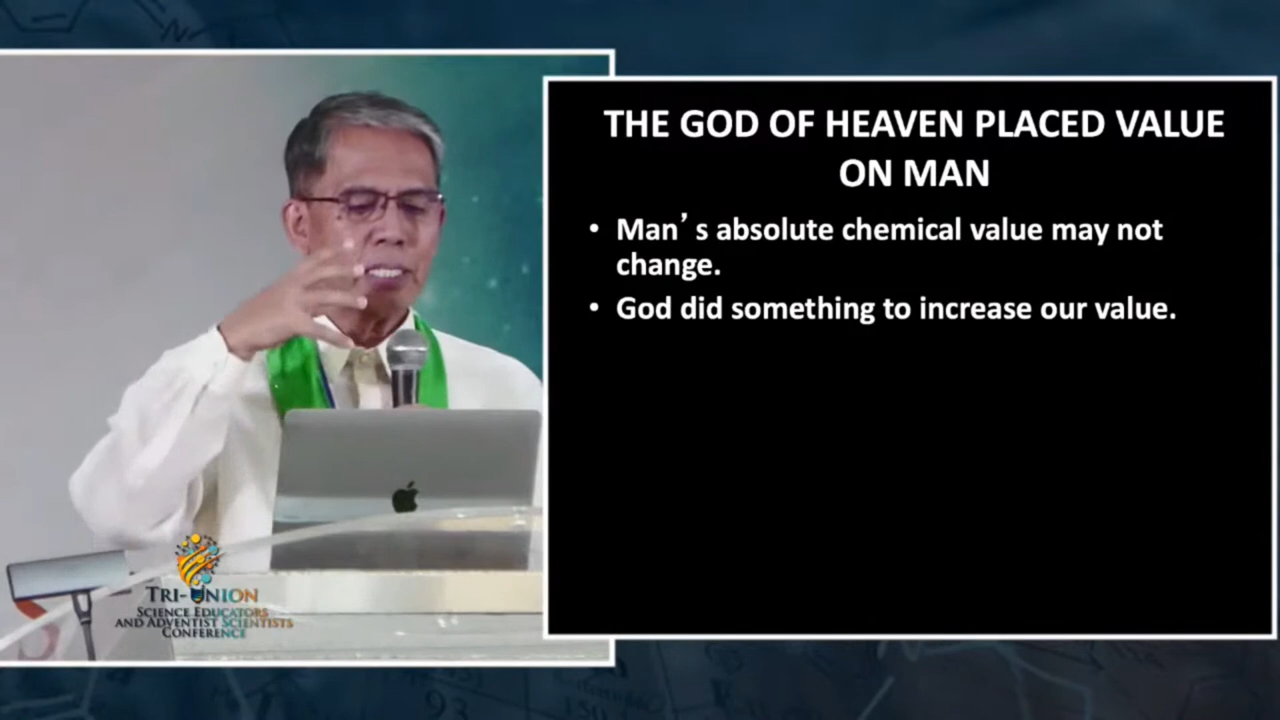 THE GOD OF HEAVEN PLACED VALUE
ON MAN
• Man’s absolute chemical value may not
change.
• God did something to increase our value.
TRI-UNION
SCIENCE EDUCATORS
AND ADVENTIST SCIENTISTS
CONFERENCE
93